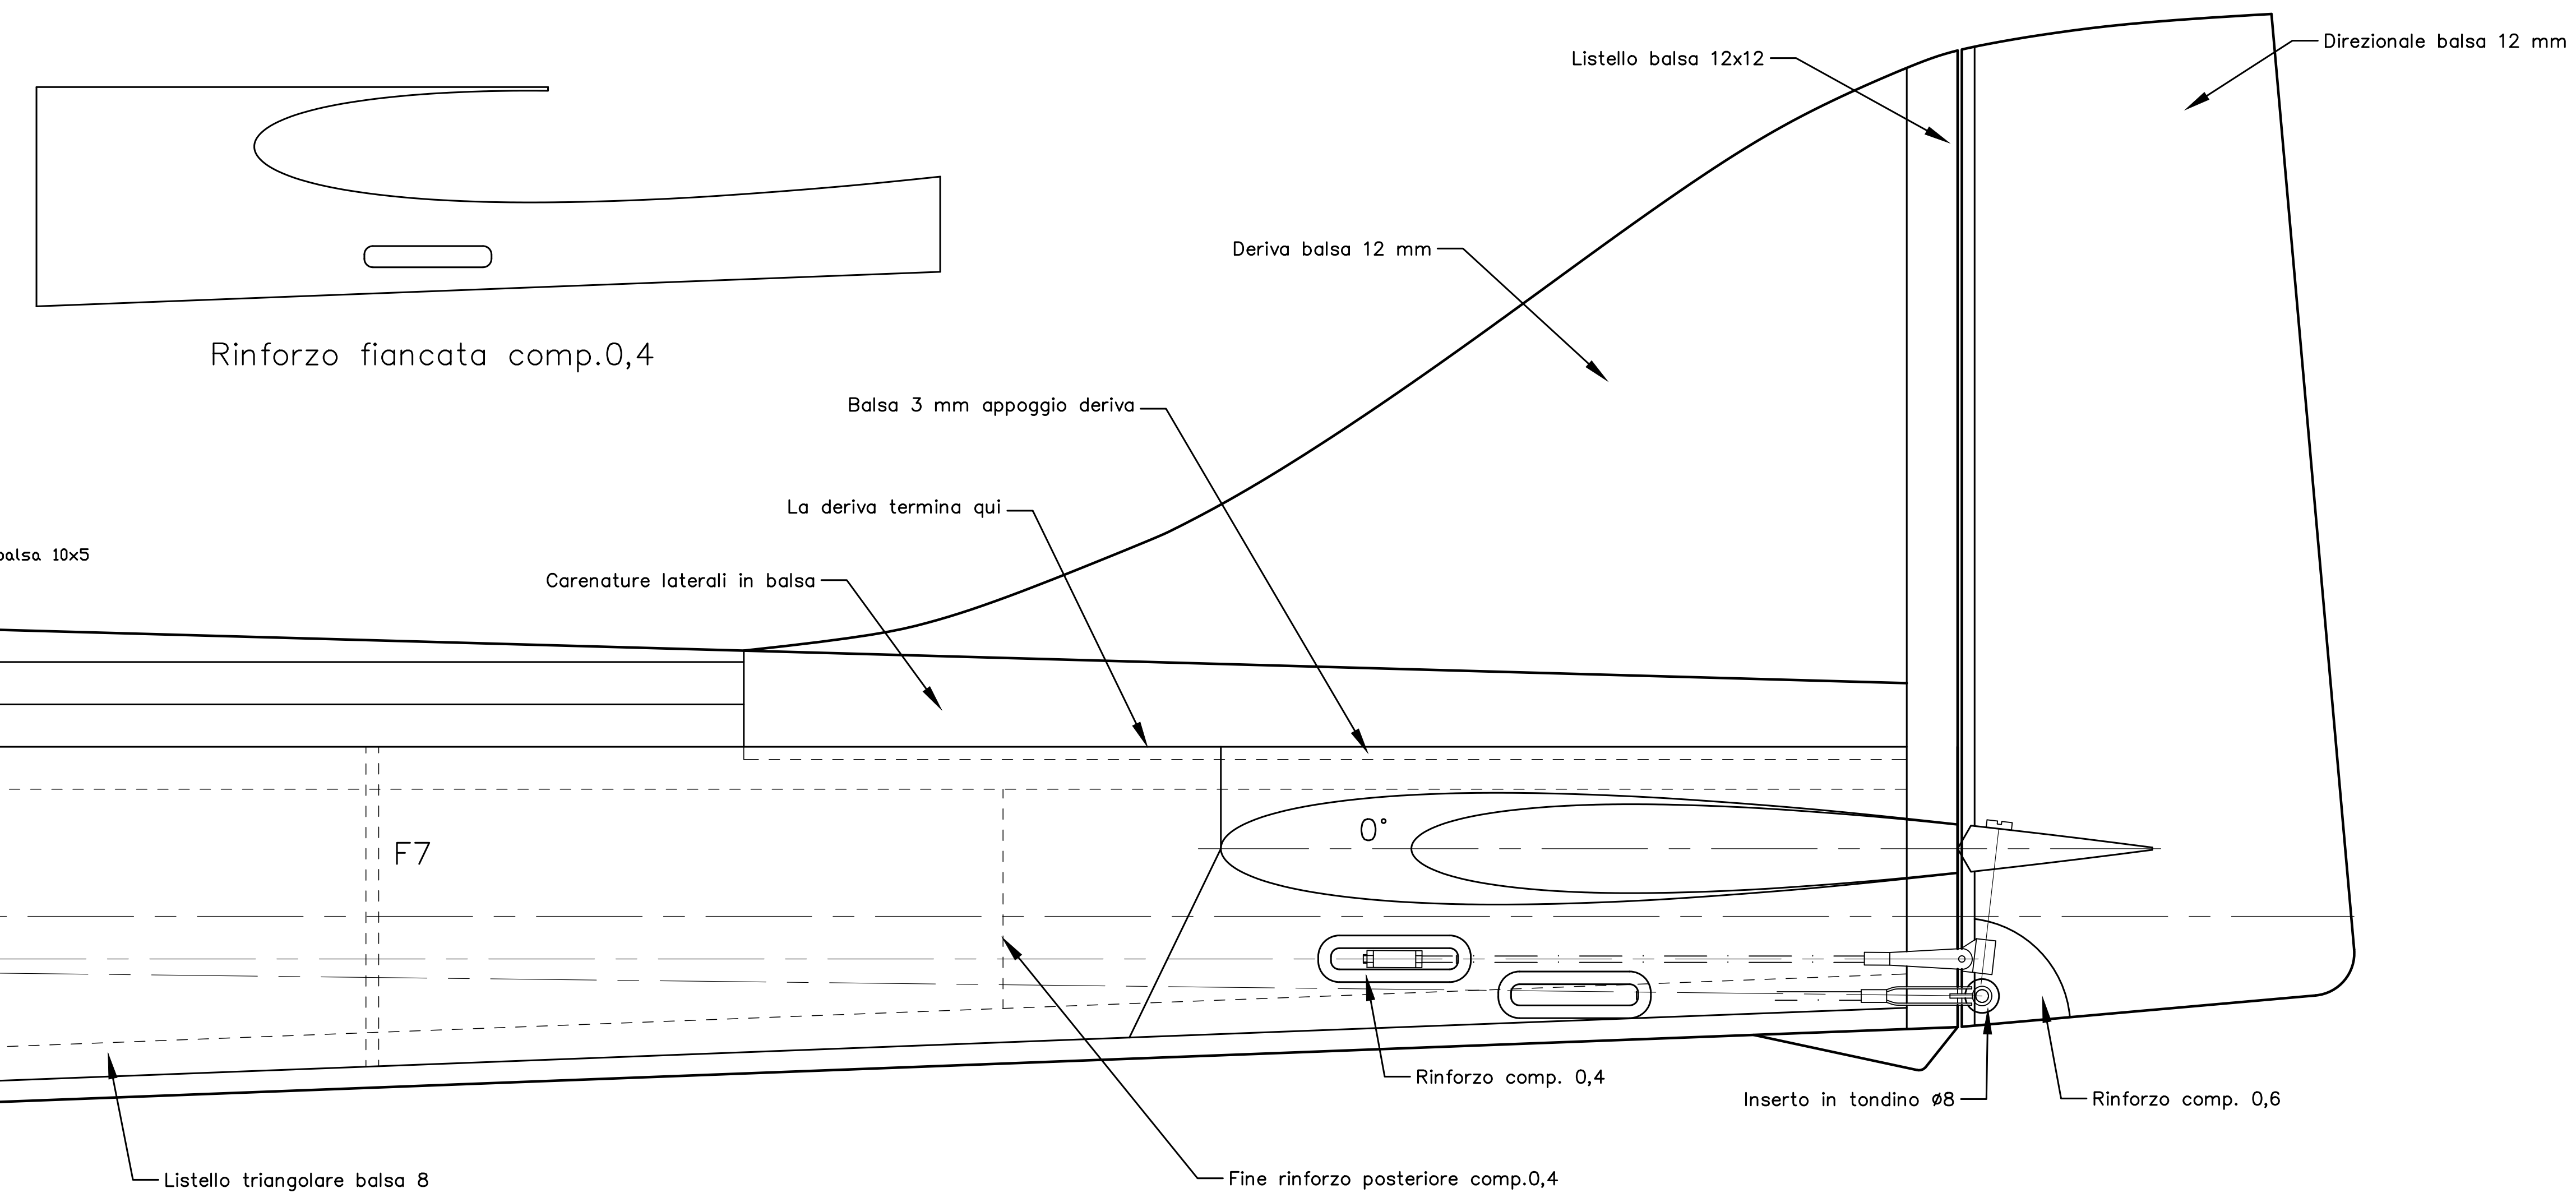 Direzionale balsa 12 mm
Listello balsa 12x12
Deriva balsa 12 mm
Rinforzo fiancata comp.0,4
Balsa 3 mm appoggio deriva
La deriva termina qui
balsa 10x5
Carenature laterali in balsa
0°
F7
Rinforzo comp. 0,4
Inserto in tondino ø8
Rinforzo comp. 0,6
Listello triangolare balsa 8
Fine rinforzo posteriore comp.0,4